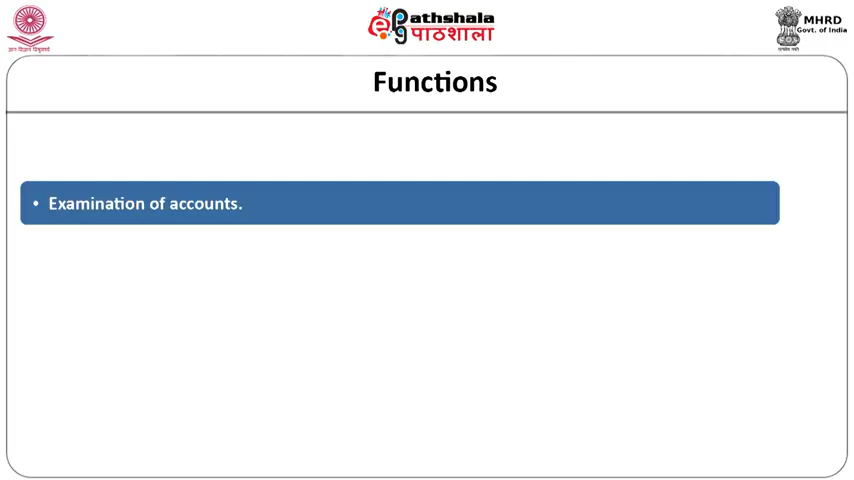 ePathshala
पाठशाला
MHRD
Govt. of India
Functions
• Examination of accounts.